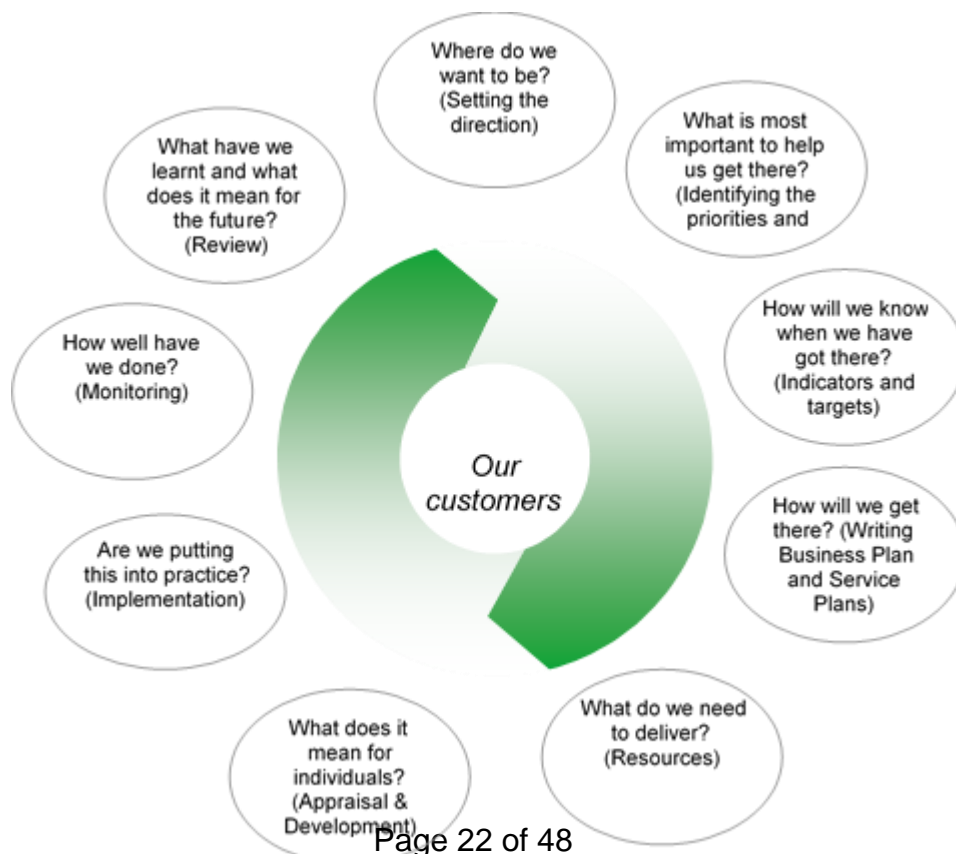 Where do we
want to be?
(Setting the
direction)
What is most
important to help
us get there?
(Identifying the
priorities and
How will we know
when we have
got there?
(Indicators and
targets)
How will we get
there? (Writing
Business Plan
and Service
Plans)
What do we need
to deliver?
(Resources)
What does it
mean for
individuals?
(Appraisal &
Development)
Are we putting
this into practice?
(Implementation)
How well have
we done?
(Monitoring)
What have we
learnt and what
does it mean for
the future?
(Review)
Our
customers
Page 22 of 48